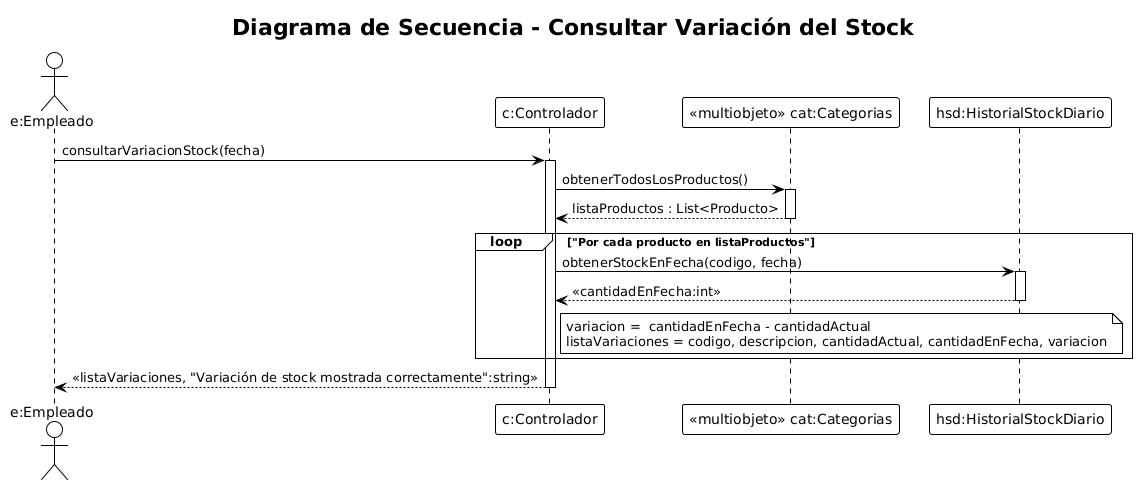 Diagrama de Secuencia - Consultar Variación del Stock
e:Empleado
c:Controlador
«multiobjeto» cat:Categorias
hsd:HistorialStockDiario
consultarVariacionStock(fecha)
obtenerTodosLosProductos()
listaProductos : List<Producto>
loop
["Por cada producto en listaProductos"]
obtenerStockEnFecha(codigo, fecha)
«cantidadEnFecha:int»
variacion =  cantidadEnFecha - cantidadActual
listaVariaciones = codigo, descripcion, cantidadActual, cantidadEnFecha, variacion
«listaVariaciones, "Variación de stock mostrada correctamente":string»
e:Empleado
c:Controlador
«multiobjeto» cat:Categorias
hsd:HistorialStockDiario